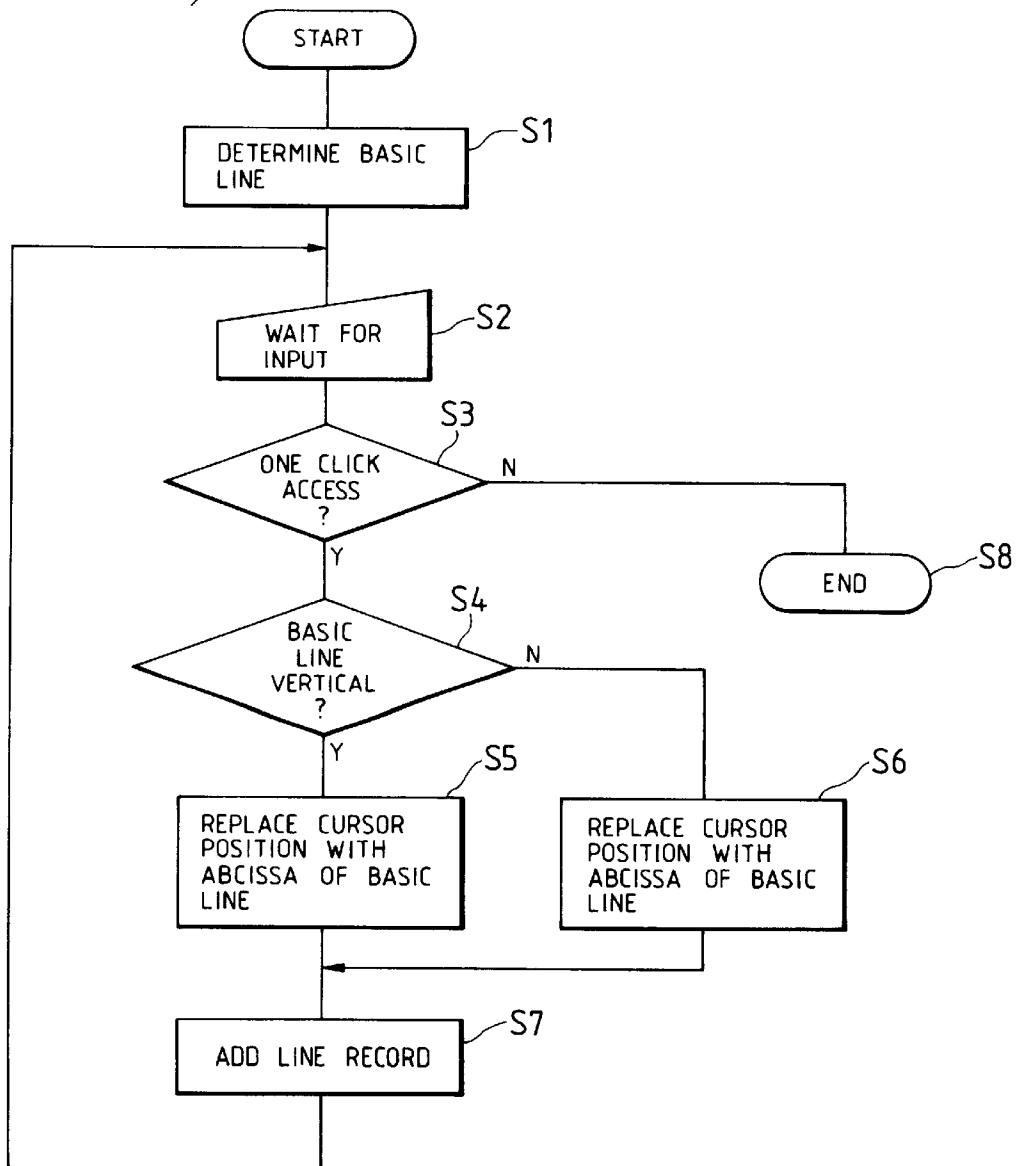 START
S1
DETERMINE BASIC
LINE
S2
WAIT FOR
INPUT
S3
ONE CLICK
ACCESS
?
N
Y
S8
END
S4
BASIC
LINE
VERTICAL
?
N
Y
S5
REPLACE CURSOR
POSITION WITH
ABCISSA OF BASIC
LINE
S6
REPLACE CURSOR
POSITION WITH
ABCISSA OF BASIC
LINE
S7
ADD LINE RECORD